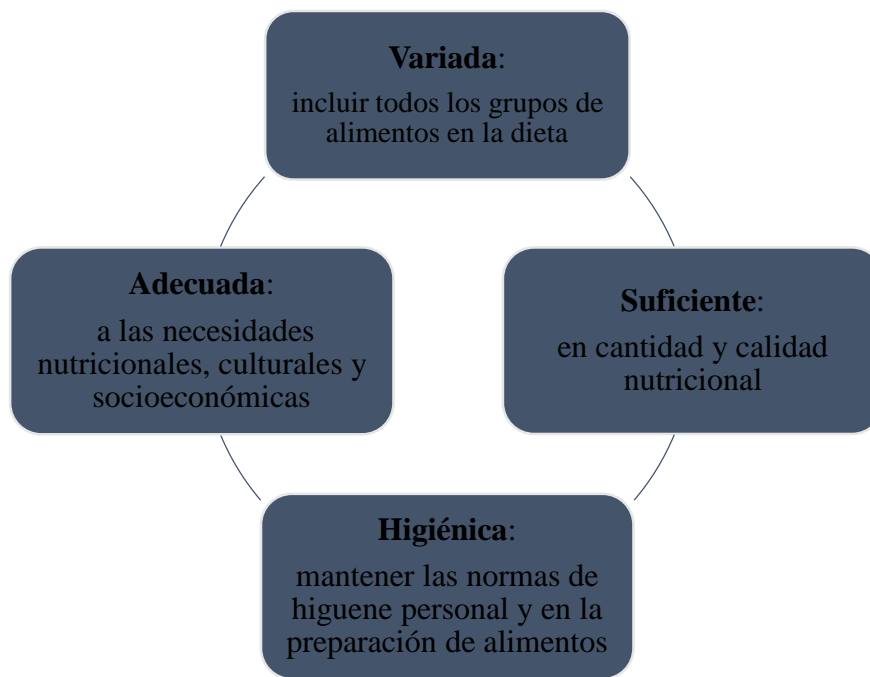 Variada:
incluir todos los grupos de
alimentos en la dieta
Adecuada:
a las necesidades
nutricionales, culturales y
socioeconómicas
Suficiente:
en cantidad y calidad
nutricional
Higiénica:
mantener las normas de
higuene personal y en la
preparación de alimentos